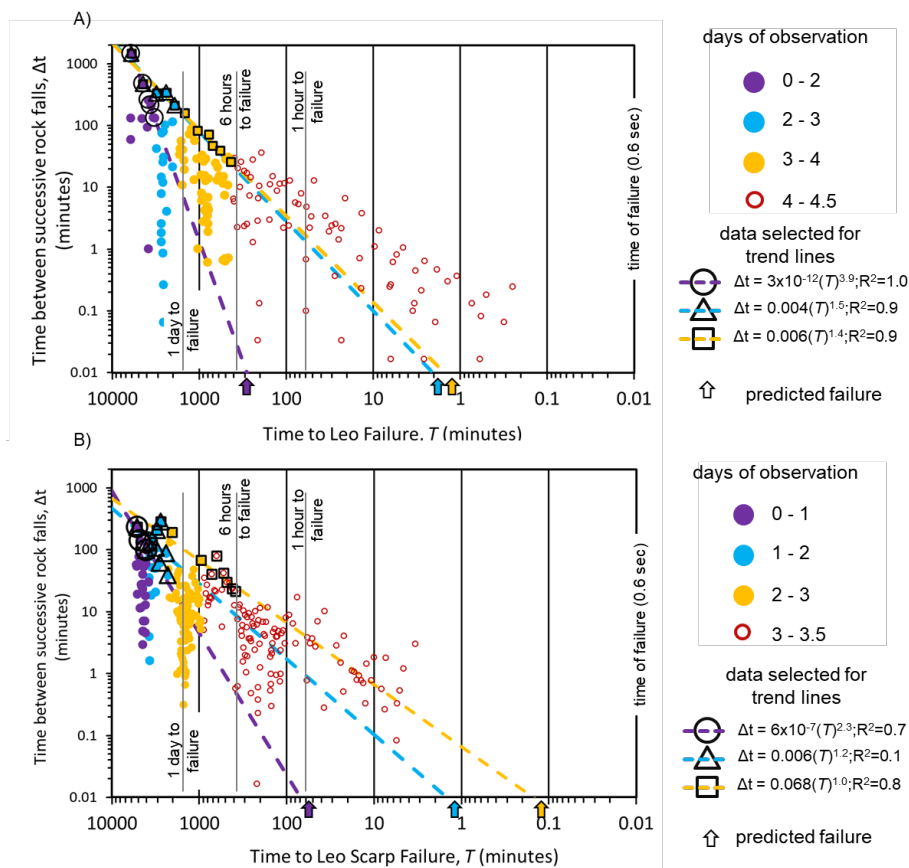 A)
Time between successive rock falls, Δt
(minutes)
1000
100
10
1
0.1
0.01
10000
1000
100
10
1
0.1
0.01
1 day to
failure
6 hours
to failure
1 hour to
failure
time of failure (0.6 sec)
Time to Leo Failure, T (minutes)
days of observation
0 - 2
2 - 3
3 - 4
4 - 4.5
data selected for
trend lines
Δt = 3x10-12(T)3.9;R2=1.0
Δt = 0.004(T)1.5;R2=0.9
Δt = 0.006(T)1.4;R2=0.9
predicted failure
B)
Time between successive rock falls, Δt
(minutes)
1000
100
10
1
0.1
0.01
10000
1000
100
10
1
0.1
0.01
1 day to
failure
6 hours
to failure
1 hour to
failure
time of failure (0.6 sec)
Time to Leo Scarp Failure, T (minutes)
days of observation
0 - 1
1 - 2
2 - 3
3 - 3.5
data selected for
trend lines
Δt = 6x10-7(T)2.3;R2=0.7
Δt = 0.006(T)1.2;R2=0.1
Δt = 0.068(T)1.0;R2=0.8
predicted failure